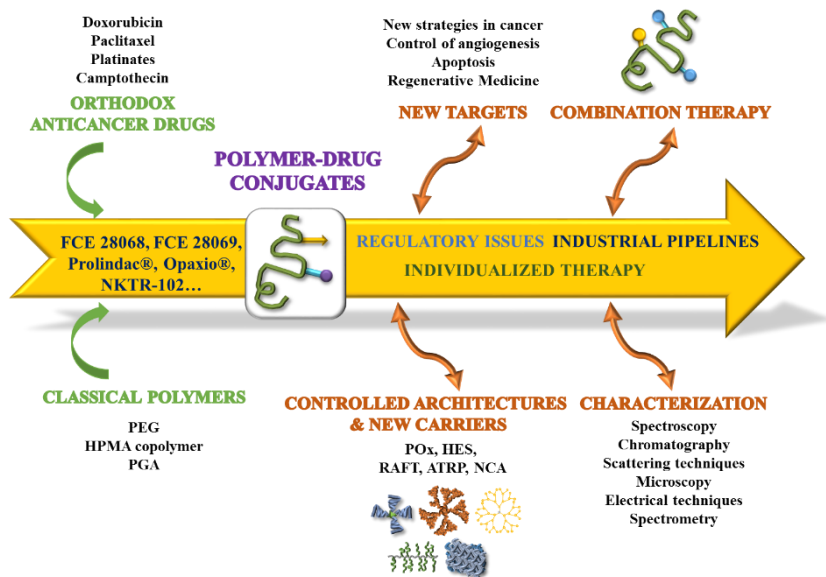 Doxorubicin
Paclitaxel
Platinates
Camptothecin
ORTHODOX
ANTICANCER DRUGS
New strategies in cancer
Control of angiogenesis
Apoptosis
Regenerative Medicine
NEW TARGETS
COMBINATION THERAPY
POLYMER-DRUG
CONJUGATES
FCE 28068, FCE 28069,
Prolindac®, Opaxio®,
NKTR-102…
REGULATORY ISSUES INDUSTRIAL PIPELINES
INDIVIDUALIZED THERAPY
CLASSICAL POLYMERS
PEG
HPMA copolymer
PGA
CONTROLLED ARCHITECTURES
& NEW CARRIERS
POx, HES,
RAFT, ATRP, NCA
CHARACTERIZATION
Spectroscopy
Chromatography
Scattering techniques
Microscopy
Electrical techniques
Spectrometry